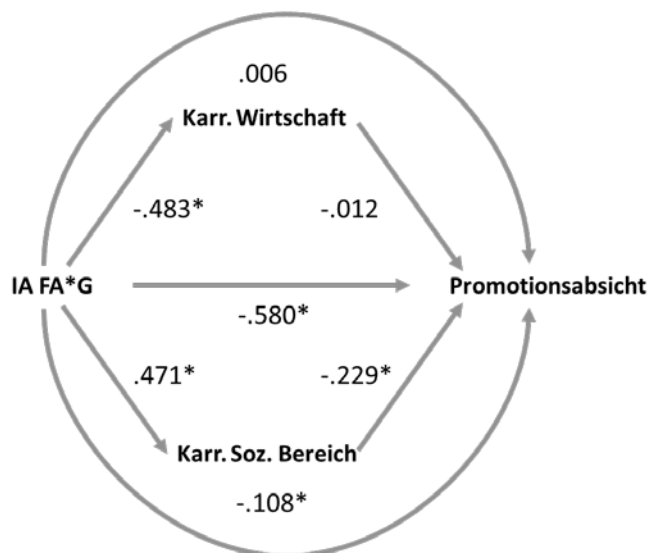 .006
Karr. Wirtschaft
-.483*
-.012
IA FA*G
Promotionsabsicht
-.580*
.471*
-.229*
Karr. Soz. Bereich
-.108*